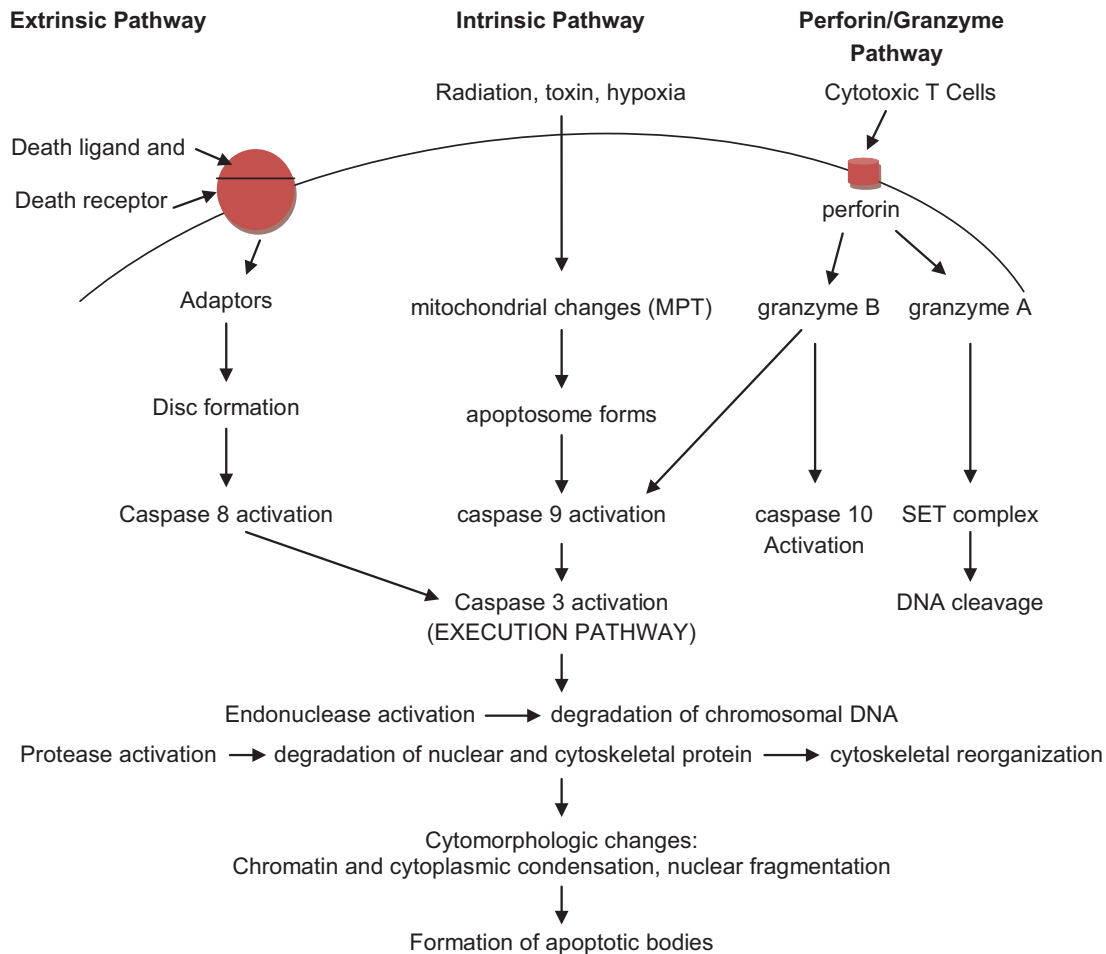 Extrinsic Pathway
Intrinsic Pathway
Perforin/Granzyme
Pathway
Radiation, toxin, hypoxia
Cytotoxic T Cells
Death ligand and
Death receptor
perforin
Adaptors
mitochondrial changes (MPT)
granzyme B
granzyme A
Disc formation
apoptosome forms
Caspase 8 activation
caspase 9 activation
caspase 10
Activation
SET complex
Caspase 3 activation
(EXECUTION PATHWAY)
DNA cleavage
Endonuclease activation
degradation of chromosomal DNA
Protease activation
degradation of nuclear and cytoskeletal protein
cytoskeletal reorganization
Cytomorphologic changes:
Chromatin and cytoplasmic condensation, nuclear fragmentation
Formation of apoptotic bodies